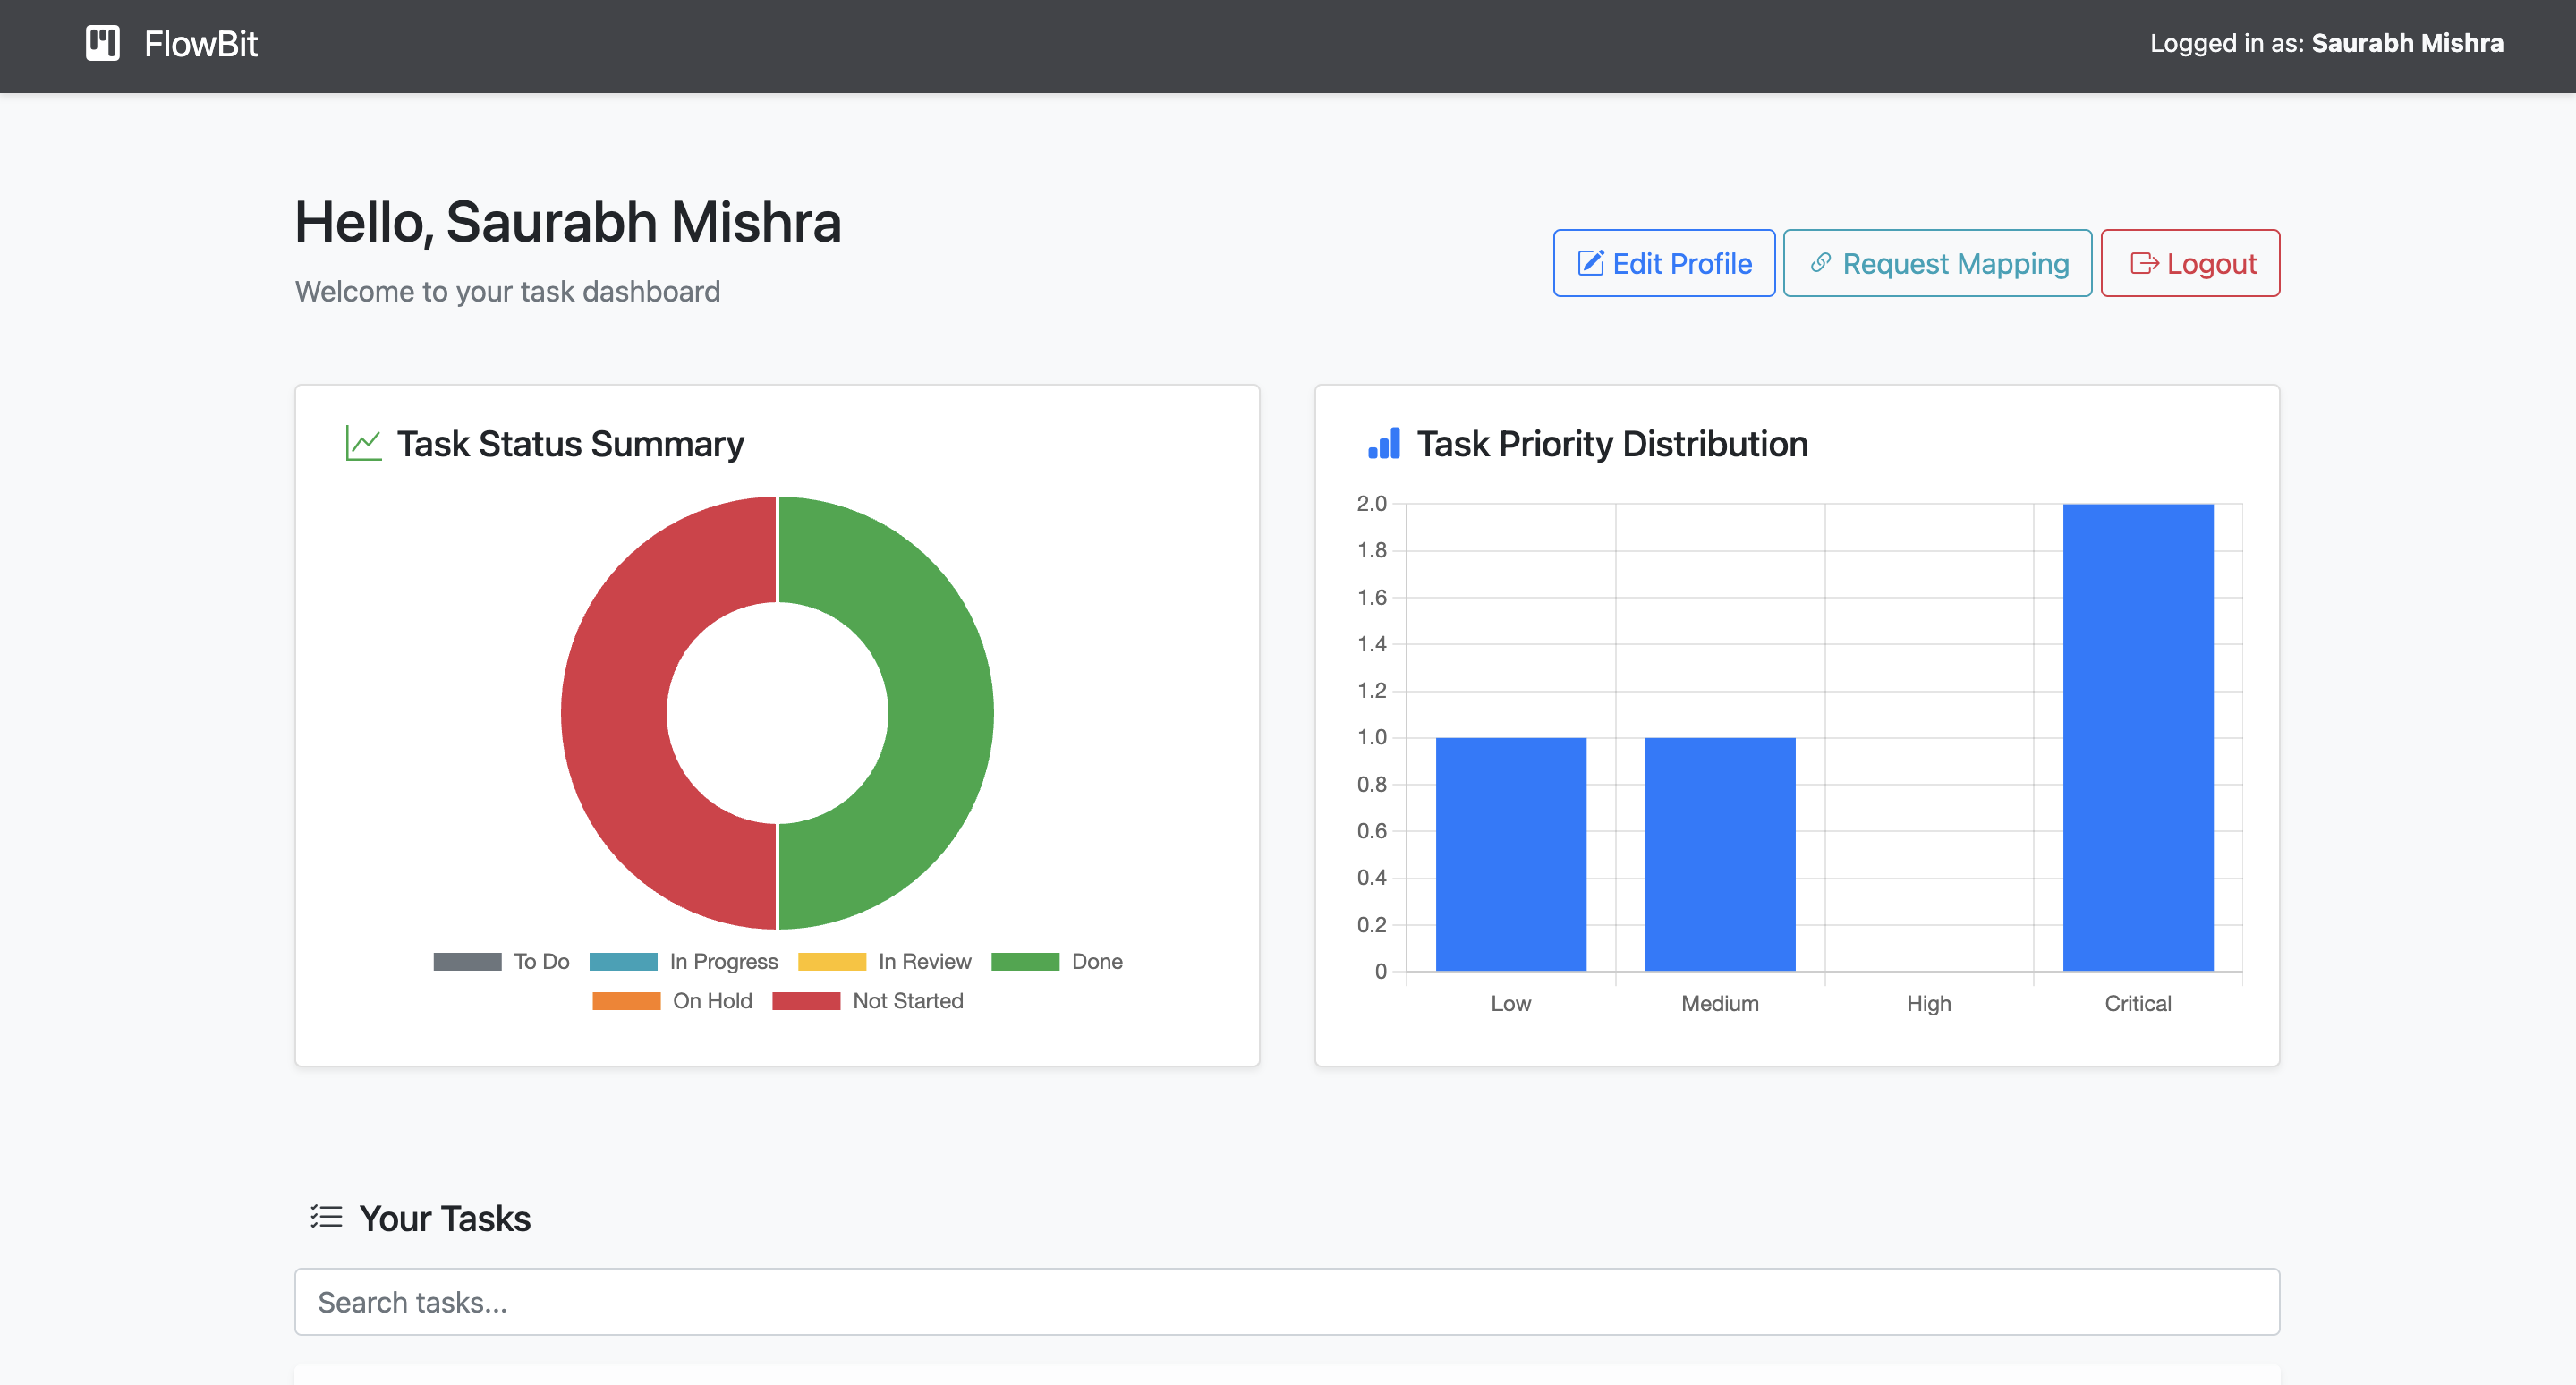 FlowBit
Logged in as: Saurabh Mishra
Hello, Saurabh Mishra
Welcome to your task dashboard
Edit Profile
Request Mapping
Logout
Task Status Summary
To Do
In Progress
In Review
Done
On Hold
Not Started
Task Priority Distribution
2.0
1.8
1.6
1.4
1.2
1.0
0.8
0.6
0.4
0.2
0
Low
Medium
High
Critical
Your Tasks
Search tasks...